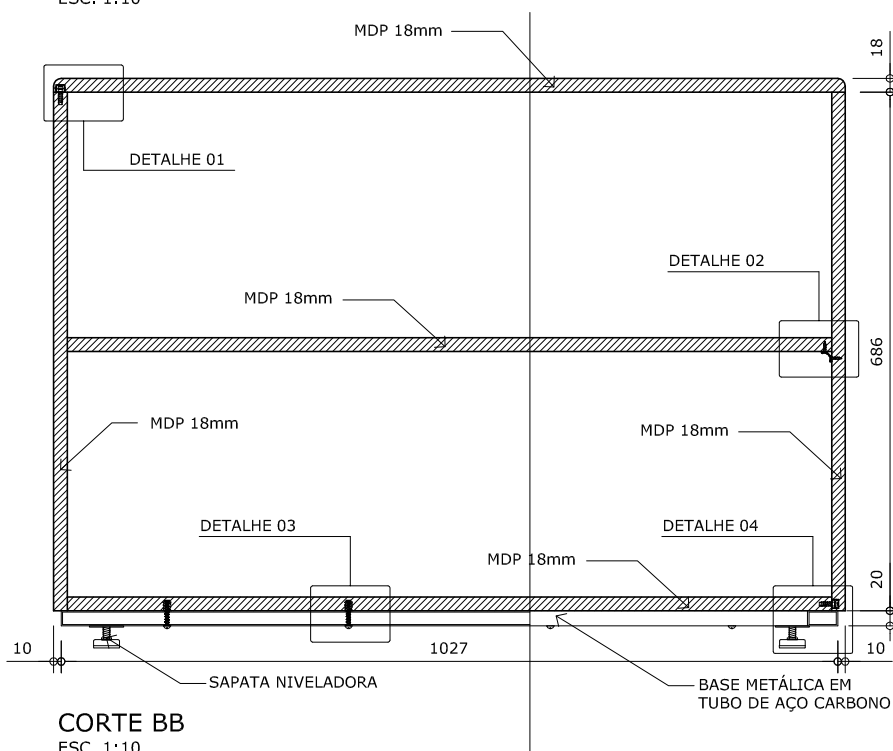 ESC. 1:10
MDP 18mm
18
DETALHE 01
DETALHE 02
MDP 18mm
686
MDP 18mm
MDP 18mm
DETALHE 03
DETALHE 04
MDP 18mm
20
10
1027
10
SAPATA NIVELADORA
BASE METÁLICA EM
TUBO DE AÇO CARBONO
CORTE BB
ESC. 1:10